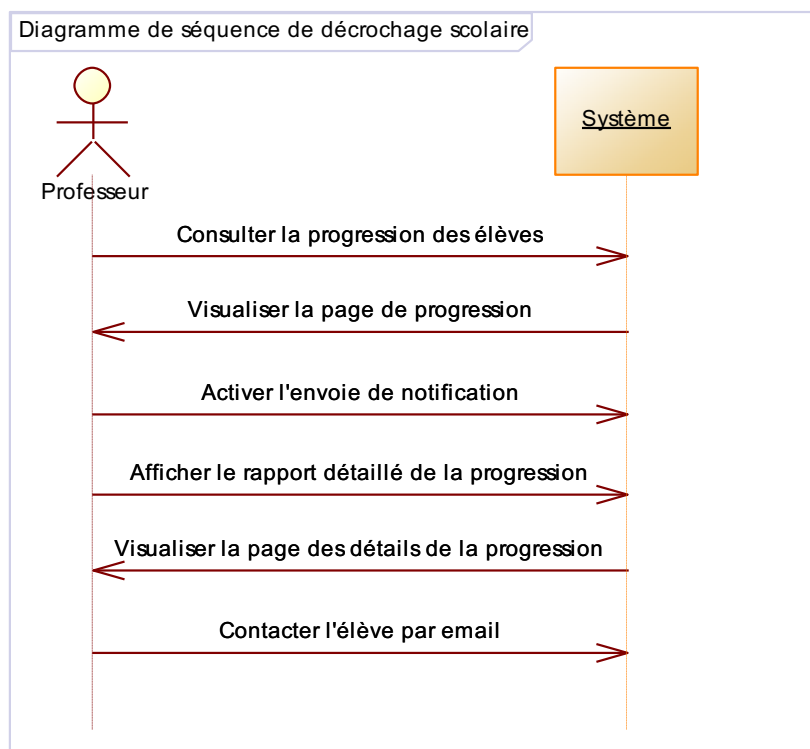 Diagramme de séquence de décrochage scolaire
Système
Professeur
Consulter la progression des élèves
Visualiser la page de progression
Activer l'envoie de notification
Afficher le rapport détaillé de la progression
Visualiser la page des détails de la progression
Contacter l'élève par email